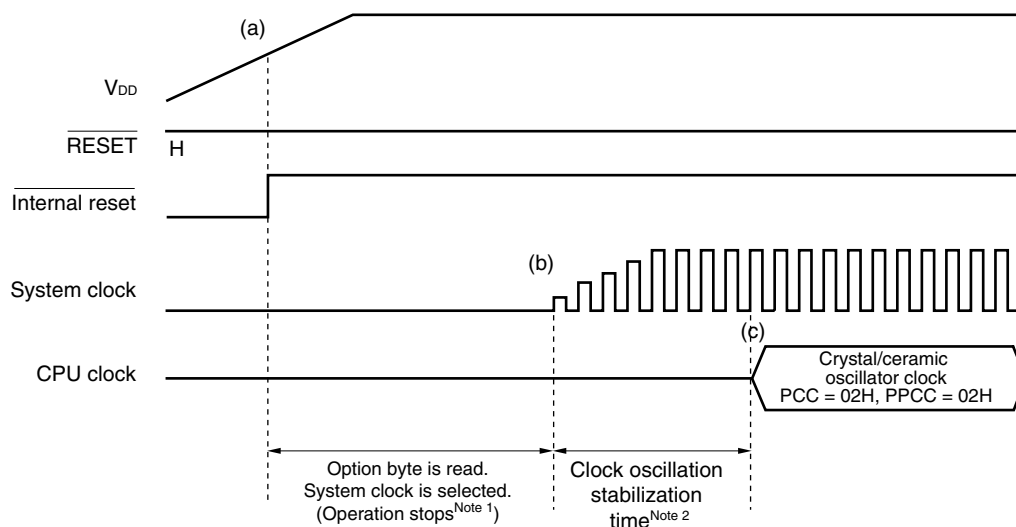 (a)
VDD
RESET
H
Internal reset
(b)
System clock
(c)
CPU clock
Crystal/ceramic
oscillator clock
PCC = 02H, PPCC = 02H
Option byte is read.
System clock is selected.
(Operation stopsNote 1)
Clock oscillation
stabilization
timeNote 2